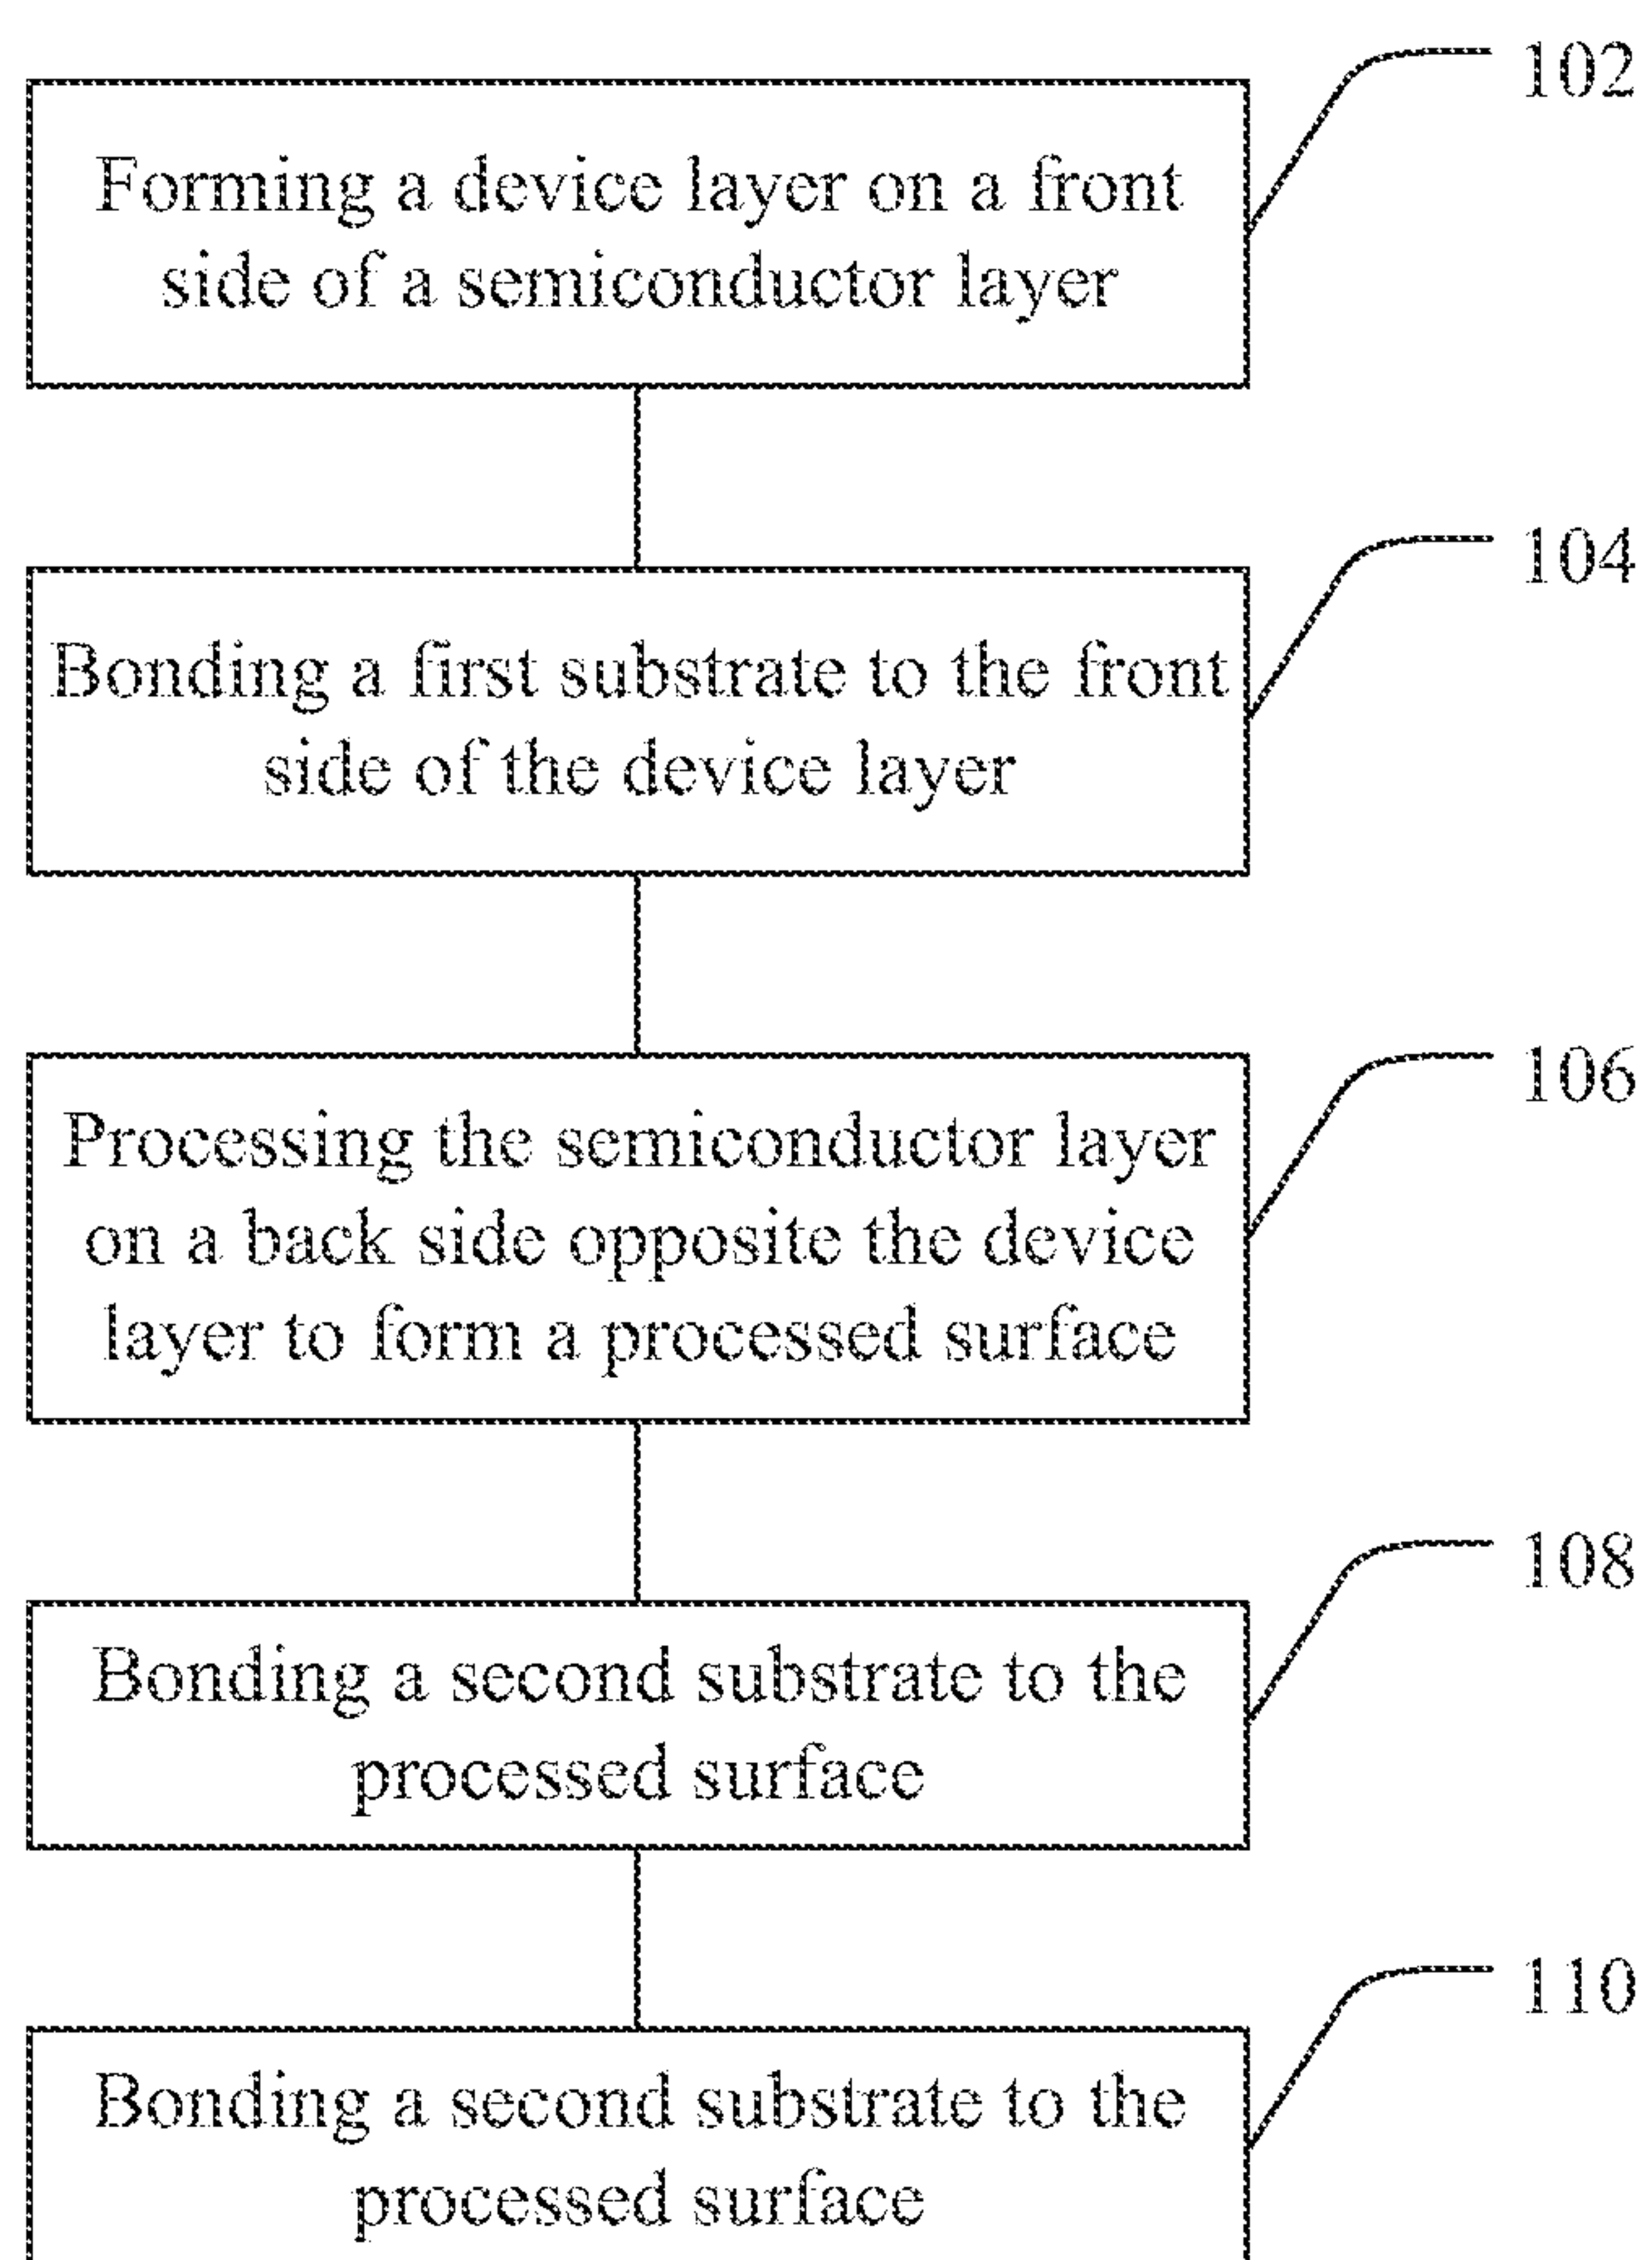 102
Forming a device layer on a front
side of a semiconductor layer
104
Bonding a first substrate to the front
side of the device layer
106
Processing the semiconductor layer
on a back side opposite the device
layer to form a processed surface
108
Bonding a second substrate to the
processed surface
110
Bonding a second substrate to the
processed surface